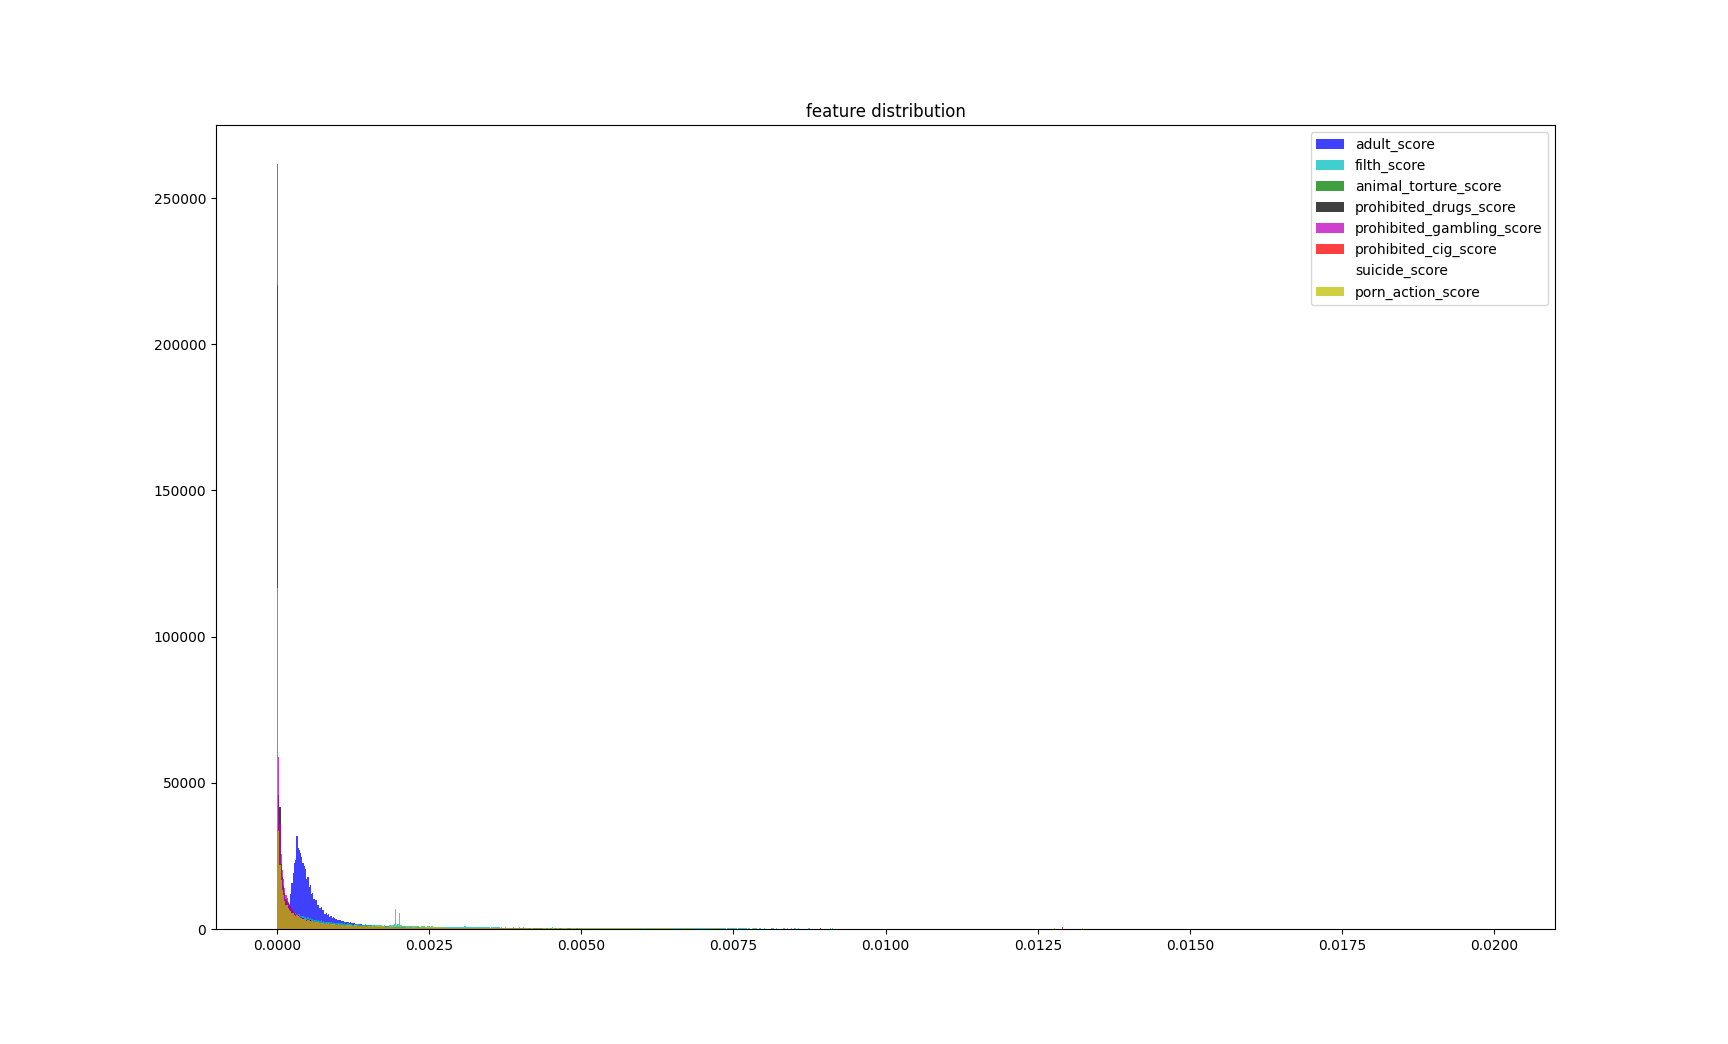 feature distribution
adult_score
filth_score
animal_torture_score
prohibited_drugs_score
prohibited_gambling_score
prohibited_cig_score
suicide_score
porn_action_score
250000
200000
150000
100000
50000
0
0.0000 0.0025 0.0050 0.0075 0.0100 0.0125 0.0150 0.0175 0.0200